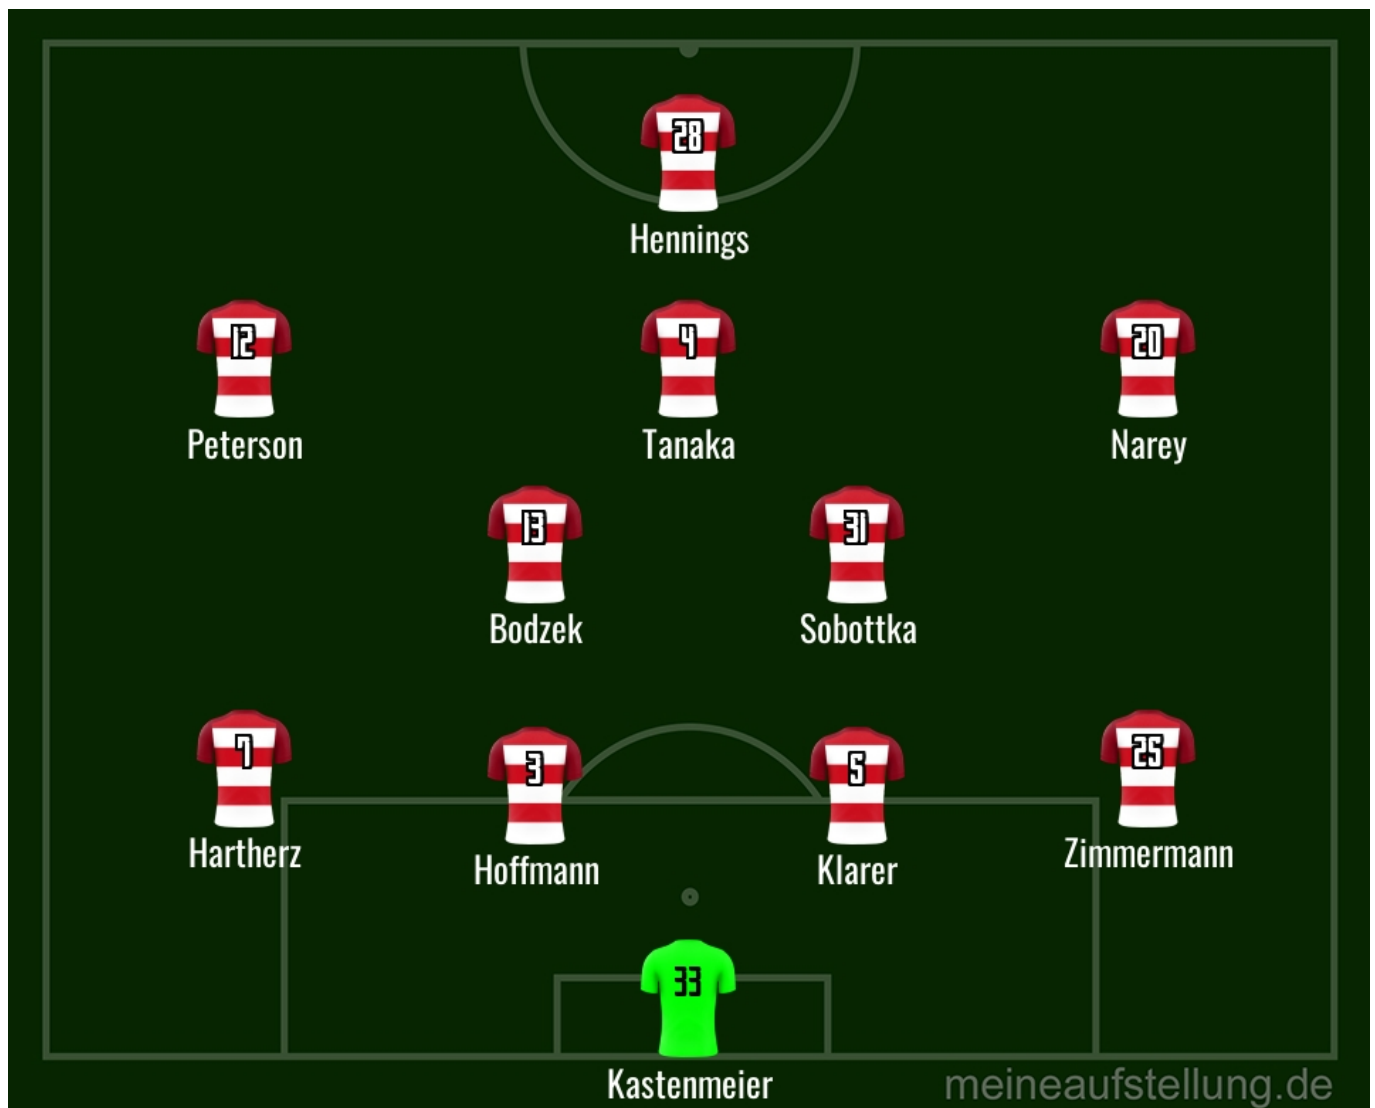 28
Hennings
12
4
20
Peterson
Tanaka
Narey
13
31
Bodzek
Sobottka
7
3
5
25
Hartherz
Hoffmann
Klarer
Zimmermann
33
Kastenmeier
meineaufstellung.de